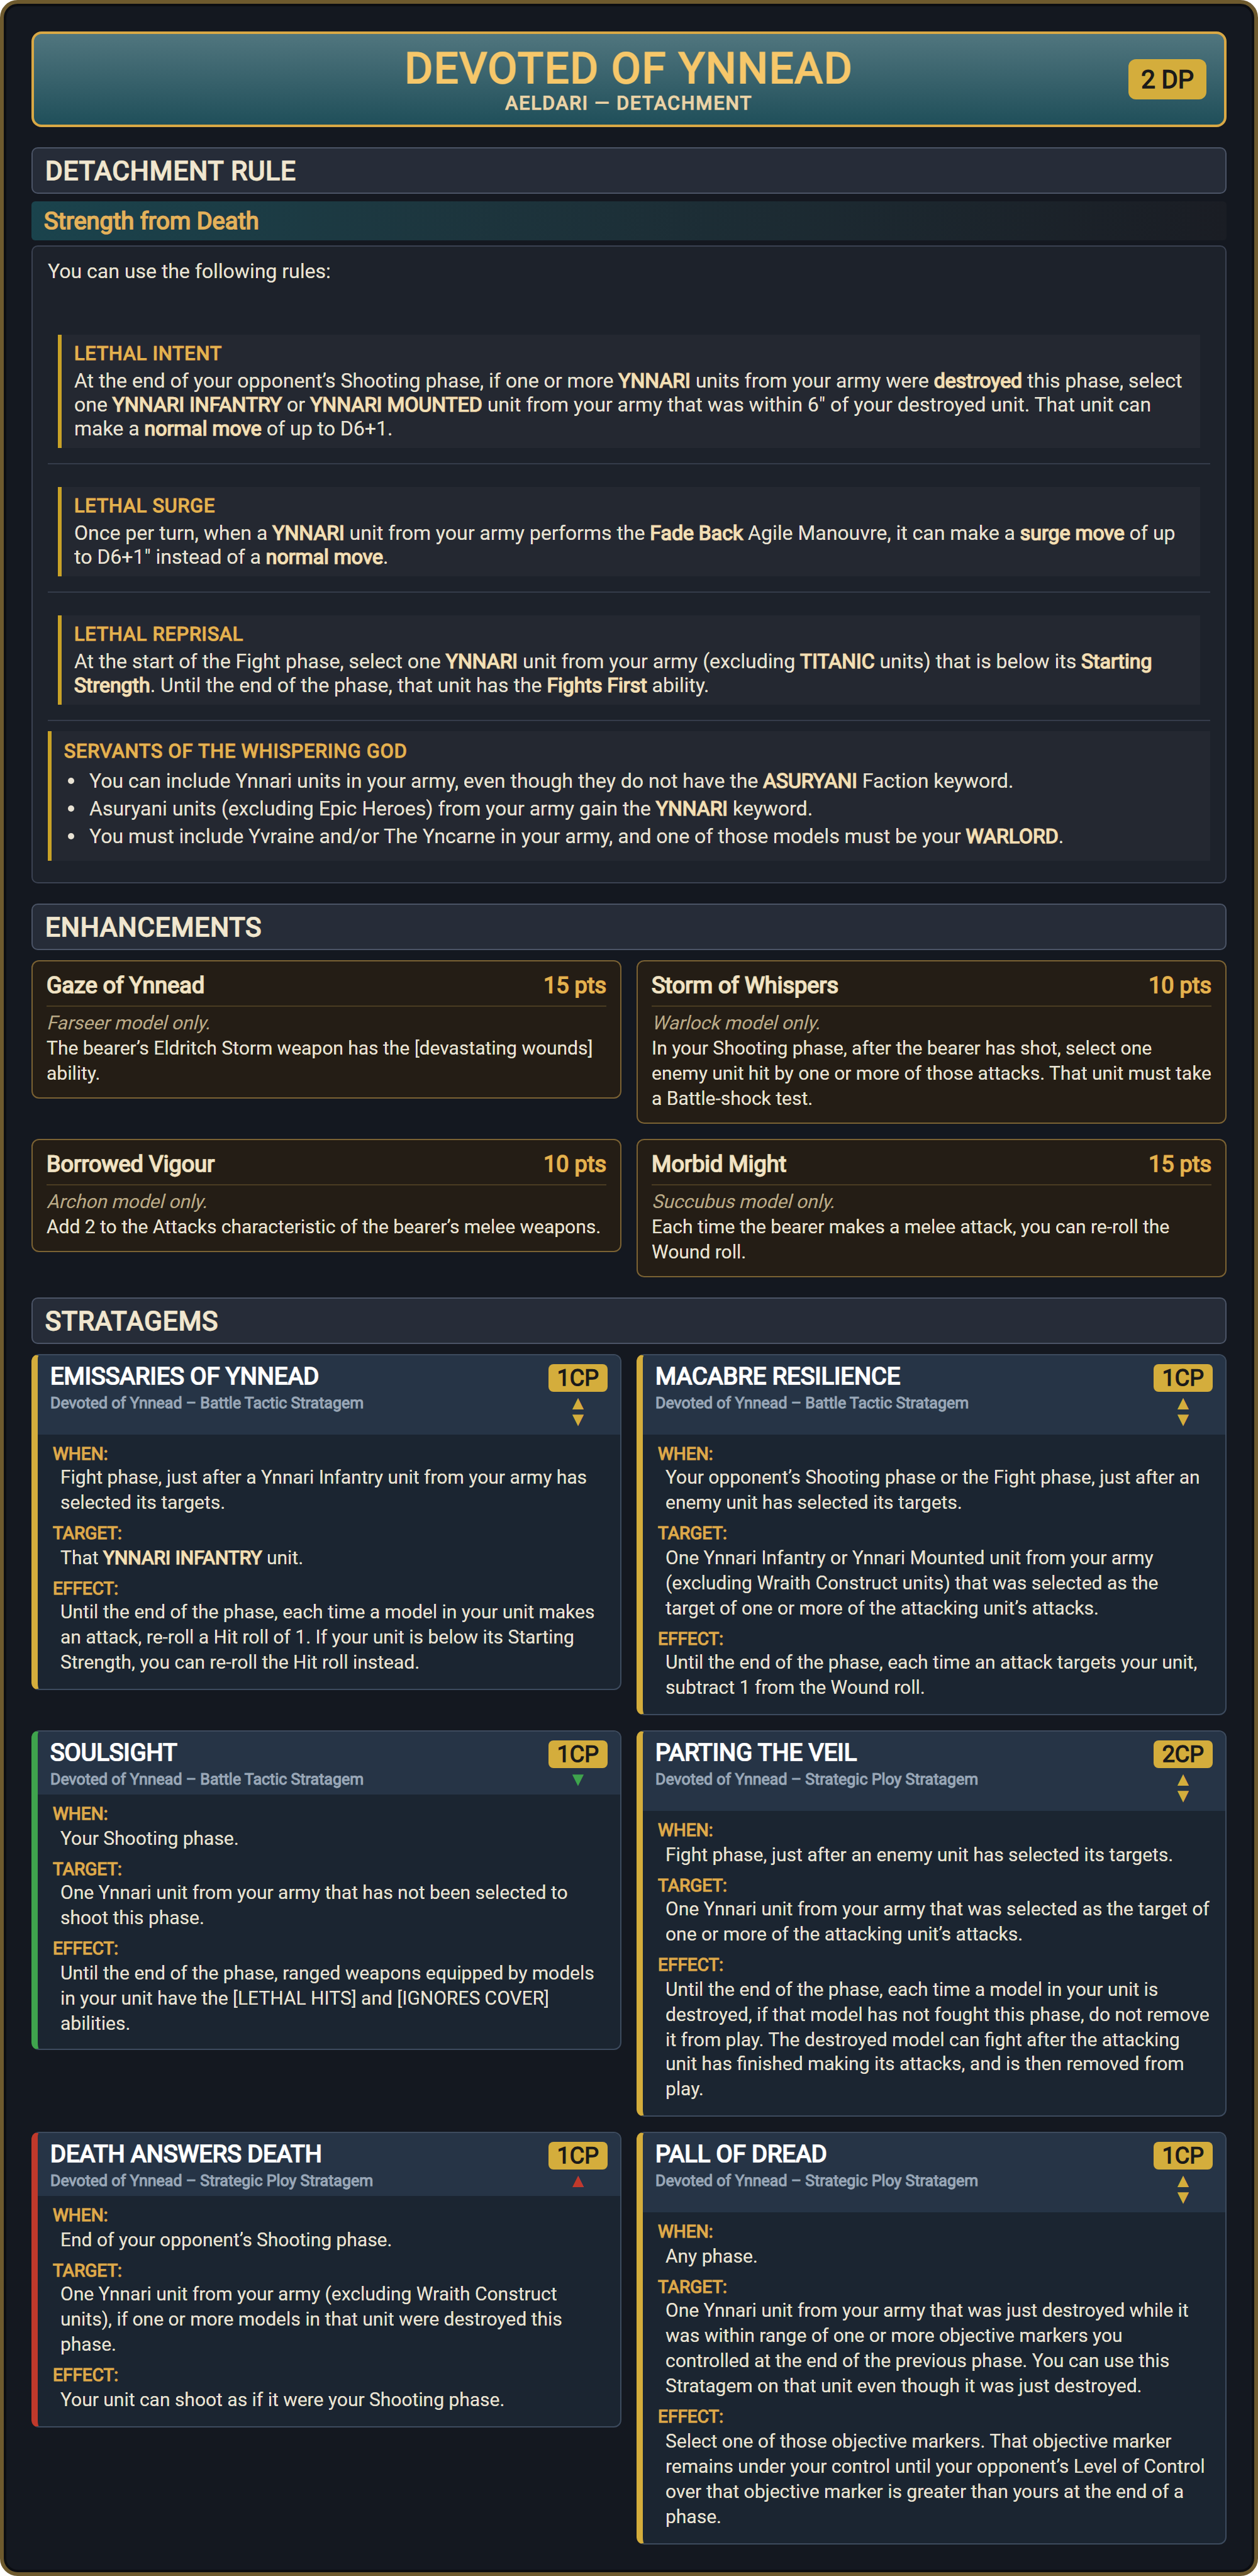 DEVOTED OF YNNEAD
AELDARI — DETACHMENT
2 DP
DETACHMENT RULE
Strength from Death
You can use the following rules:
LETHAL INTENT
At the end of your opponent’s Shooting phase, if one or more YNNARI units from your army were destroyed this phase, select
one YNNARI INFANTRY or YNNARI MOUNTED unit from your army that was within 6" of your destroyed unit. That unit can
make a normal move of up to D6+1.
LETHAL SURGE
Once per turn, when a YNNARI unit from your army performs the Fade Back Agile Manouvre, it can make a surge move of up
to D6+1" instead of a normal move.
LETHAL REPRISAL
At the start of the Fight phase, select one YNNARI unit from your army (excluding TITANIC units) that is below its Starting
Strength. Until the end of the phase, that unit has the Fights First ability.
SERVANTS OF THE WHISPERING GOD
• You can include Ynnari units in your army, even though they do not have the ASURYANI Faction keyword.
• Asuryani units (excluding Epic Heroes) from your army gain the YNNARI keyword.
• You must include Yvraine and/or The Yncarne in your army, and one of those models must be your WARLORD.
ENHANCEMENTS
Gaze of Ynnead 15 pts
Farseer model only.
The bearer’s Eldritch Storm weapon has the [devastating wounds]
ability.
Storm of Whispers 10 pts
Warlock model only.
In your Shooting phase, after the bearer has shot, select one
enemy unit hit by one or more of those attacks. That unit must take
a Battle-shock test.
Borrowed Vigour 10 pts
Archon model only.
Add 2 to the Attacks characteristic of the bearer’s melee weapons.
Morbid Might 15 pts
Succubus model only.
Each time the bearer makes a melee attack, you can re-roll the
Wound roll.
STRATAGEMS
EMISSARIES OF YNNEAD 1CP
Devoted of Ynnead – Battle Tactic Stratagem
▲
▼
WHEN:
Fight phase, just after a Ynnari Infantry unit from your army has
selected its targets.
TARGET:
That YNNARI INFANTRY unit.
EFFECT:
Until the end of the phase, each time a model in your unit makes
an attack, re-roll a Hit roll of 1. If your unit is below its Starting
Strength, you can re-roll the Hit roll instead.
MACABRE RESILIENCE 1CP
Devoted of Ynnead – Battle Tactic Stratagem
▲
▼
WHEN:
Your opponent’s Shooting phase or the Fight phase, just after an
enemy unit has selected its targets.
TARGET:
One Ynnari Infantry or Ynnari Mounted unit from your army
(excluding Wraith Construct units) that was selected as the
target of one or more of the attacking unit’s attacks.
EFFECT:
Until the end of the phase, each time an attack targets your unit,
subtract 1 from the Wound roll.
SOULSIGHT 1CP
Devoted of Ynnead – Battle Tactic Stratagem
▼
WHEN:
Your Shooting phase.
TARGET:
One Ynnari unit from your army that has not been selected to
shoot this phase.
EFFECT:
Until the end of the phase, ranged weapons equipped by models
in your unit have the [LETHAL HITS] and [IGNORES COVER]
abilities.
PARTING THE VEIL 2CP
Devoted of Ynnead – Strategic Ploy Stratagem
▲
▼
WHEN:
Fight phase, just after an enemy unit has selected its targets.
TARGET:
One Ynnari unit from your army that was selected as the target of
one or more of the attacking unit’s attacks.
EFFECT:
Until the end of the phase, each time a model in your unit is
destroyed, if that model has not fought this phase, do not remove
it from play. The destroyed model can fight after the attacking
unit has finished making its attacks, and is then removed from
play.
DEATH ANSWERS DEATH 1CP
Devoted of Ynnead – Strategic Ploy Stratagem
▲
WHEN:
End of your opponent’s Shooting phase.
TARGET:
One Ynnari unit from your army (excluding Wraith Construct
units), if one or more models in that unit were destroyed this
phase.
EFFECT:
Your unit can shoot as if it were your Shooting phase.
PALL OF DREAD 1CP
Devoted of Ynnead – Strategic Ploy Stratagem
▲
▼
WHEN:
Any phase.
TARGET:
One Ynnari unit from your army that was just destroyed while it
was within range of one or more objective markers you
controlled at the end of the previous phase. You can use this
Stratagem on that unit even though it was just destroyed.
EFFECT:
Select one of those objective markers. That objective marker
remains under your control until your opponent’s Level of Control
over that objective marker is greater than yours at the end of a
phase.